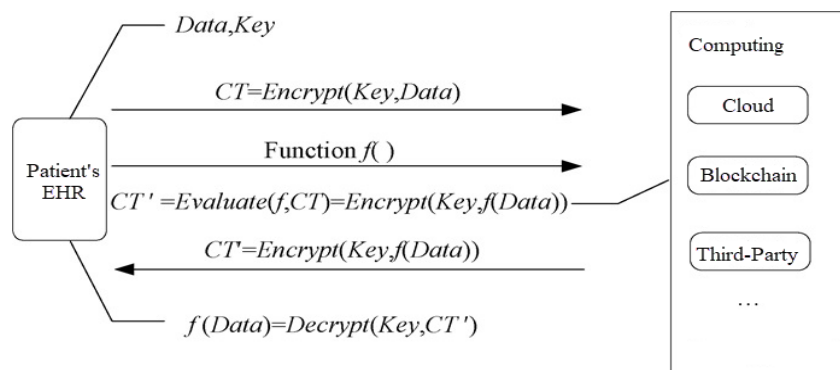 Data,Key
Computing
CT=Encrypt(Key,Data)
Cloud
Function f( )
Patient's
EHR
Blockchain
CT' =Evaluate(f,CT)=Encrypt(Key,f(Data))
CT'=Encrypt(Key,f(Data))
Third-Party
...
f (Data)=Decrypt(Key,CT')